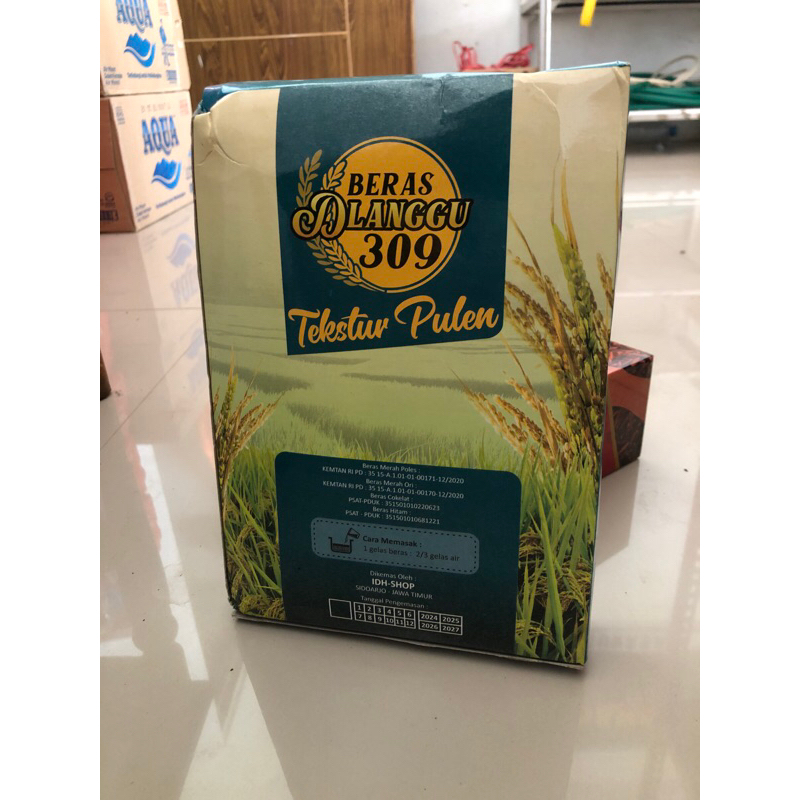 AQUA
AQUA
BERAS
DLANGGU
309
Tekstur Pulen
Beras Merah Poles :
KEMTAN RI PD : 35 15-A.1.01-01-00171-12/2020
Beras Merah Ori :
KEMTAN RI PD : 35 15-A.1.01-01-00170-12/2020
Beras Cokelat :
PSAT-PDUK : 351501010220623
Beras Hitam :
PSAT - PDUK : 351501010681221
Cara Memasak :
1 gelas beras : 2/3 gelas air
Dikemas Oleh :
IDH-SHOP
SIDOARJO - JAWA TIMUR
Tanggal Pengemasan :
1 2 3 4 5 6 2024 2025
7 8 9 10 11 12 2026 2027